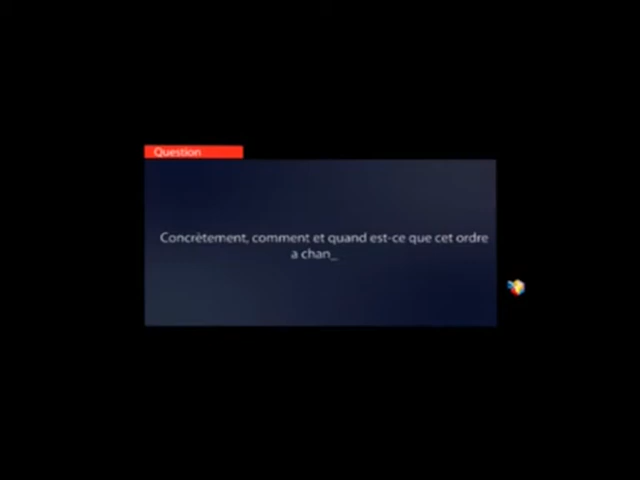 Question
Concrètement, comment et quand est-ce que cet ordre
a chan_